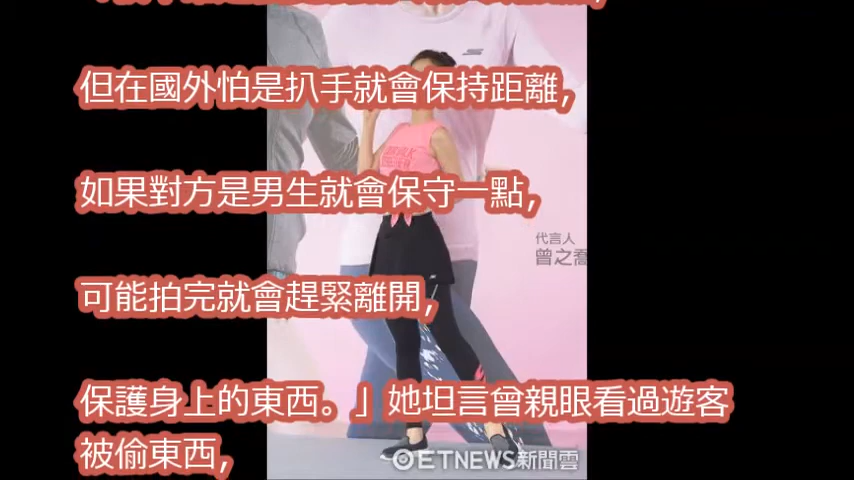 但在國外怕是扒手就會保持距離,
如果對方是男生就會保守一點,
代言人
曾之喬
可能拍完就會趕緊離開,
保護身上的東西。」她坦言曾親眼看過遊客
被偷東西,
ETNEWS新聞雲